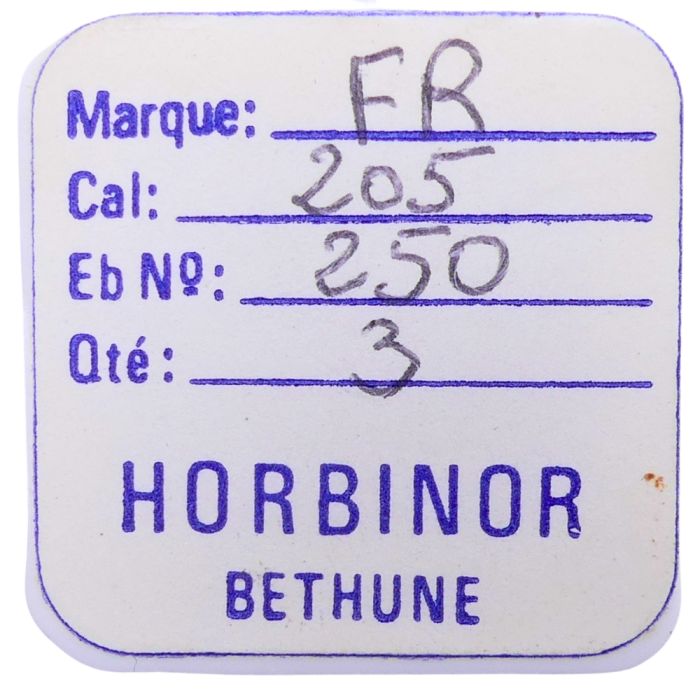 Marque: FR
Cal: 205
Eb Nº: 250
Qté: 3
HORBINOR
BETHUNE